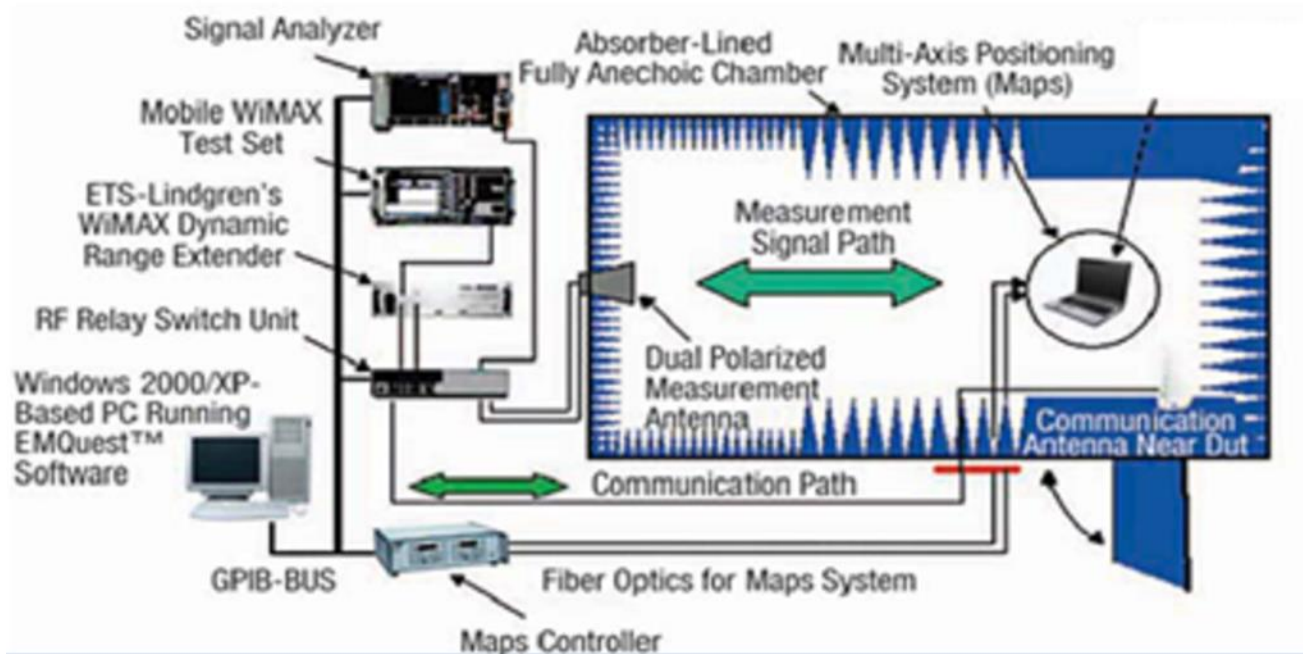 Signal Analyzer
Mobile WiMAX
Test Set
ETS-Lindgren's
WiMAX Dynamic
Range Extender
RF Relay Switch Unit
Windows 2000/XP-
Based PC Running
EMQuest™
Software
GPIB-BUS
Maps Controller
Fiber Optics for Maps System
Communication Path
Absorber-Lined
Fully Anechoic Chamber
Multi-Axis Positioning
System (Maps)
Measurement
Signal Path
Dual Polarized
Measurement
Antenna
Communication
Antenna Near Dut